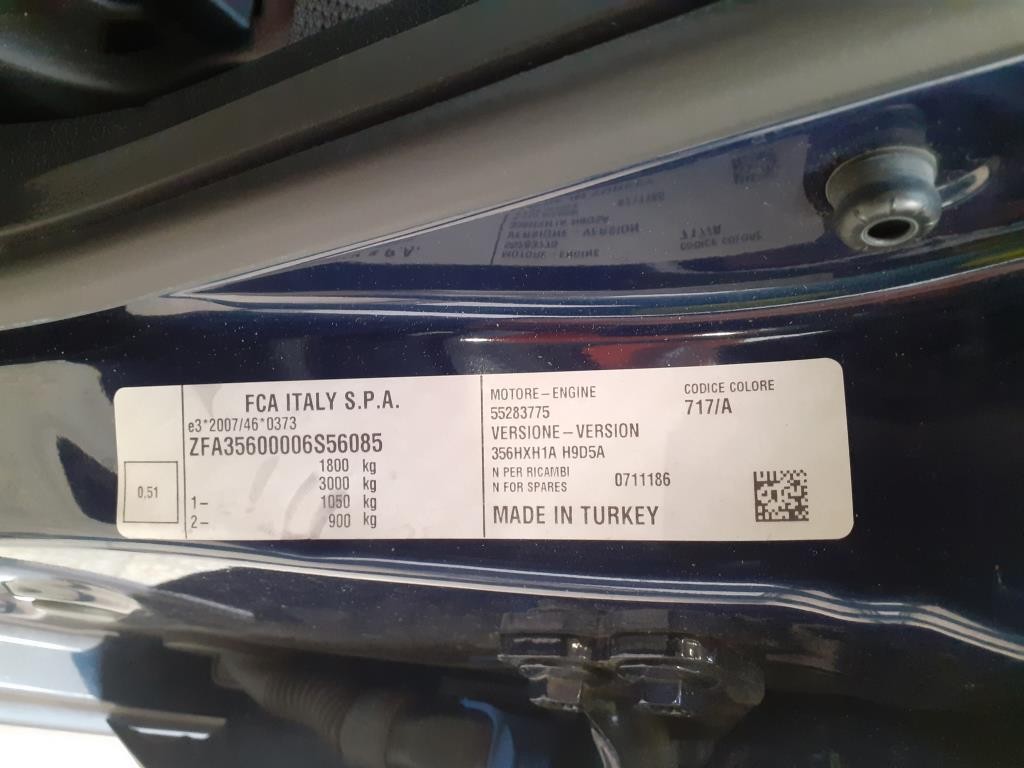 FCA ITALY S.P.A.
e3*2007/46*0373
ZFA35600006S56085
1800 kg
3000 kg
1- 1050 kg
2- 900 kg
0,51
MOTORE-ENGINE
55283775
VERSIONE-VERSION
356HXH1A H9D5A
N PER RICAMBI
N FOR SPARES 0711186
MADE IN TURKEY
CODICE COLORE
717/A